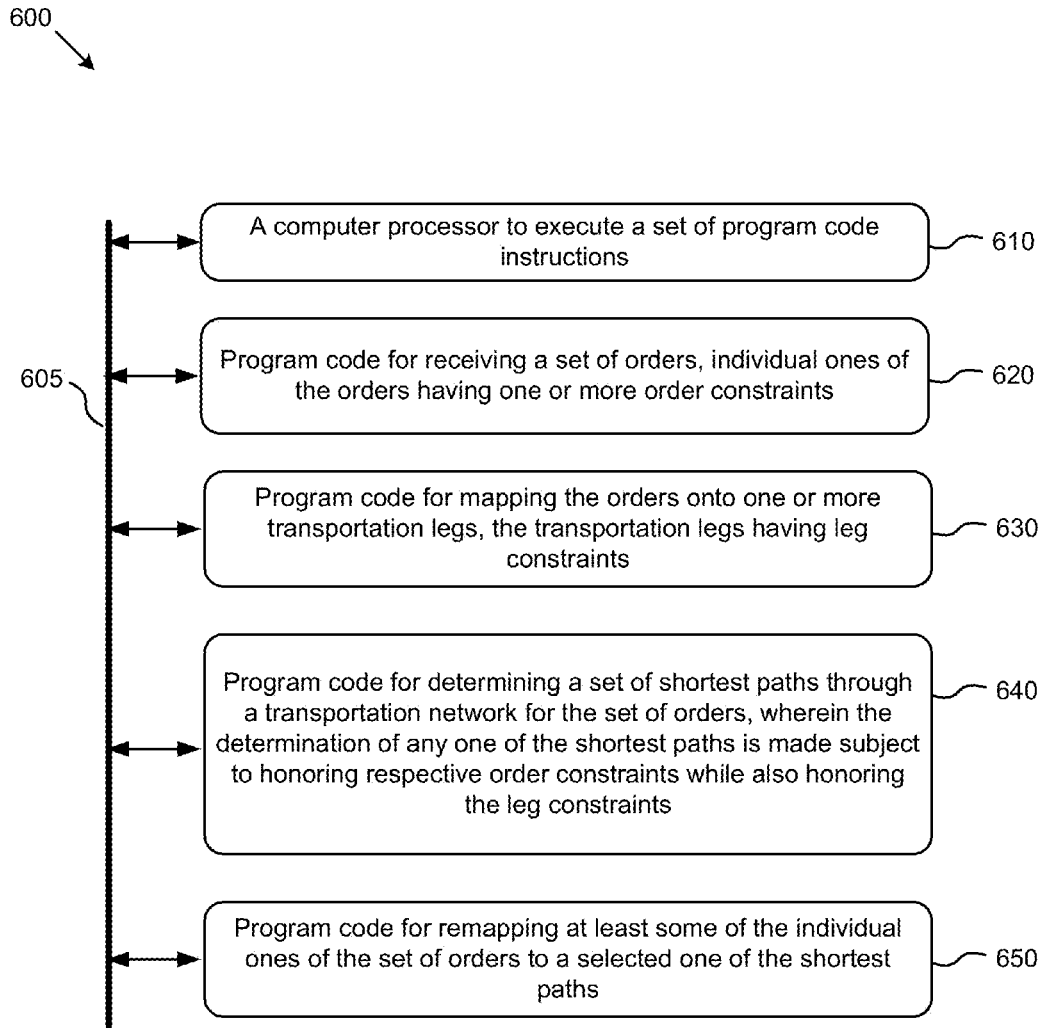 600
A computer processor to execute a set of program code
instructions
610
Program code for receiving a set of orders, individual ones of
the orders having one or more order constraints
620
605
Program code for mapping the orders onto one or more
transportation legs, the transportation legs having leg
constraints
630
Program code for determining a set of shortest paths through
a transportation network for the set of orders, wherein the
determination of any one of the shortest paths is made subject
to honoring respective order constraints while also honoring
the leg constraints
640
Program code for remapping at least some of the individual
ones of the set of orders to a selected one of the shortest
paths
650